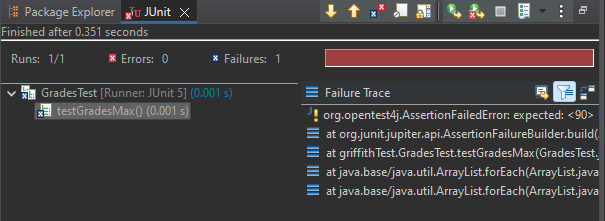 Package Explorer JUnit
Finished after 0.351 seconds
Runs: 1/1 Errors: 0 Failures: 1
GradesTest [Runner: JUnit 5] (0.001 s)
testGradesMax() (0.001 s)
Failure Trace
org.opentest4j.AssertionFailedError: expected: <90>
at org.junit.jupiter.api.AssertionFailureBuilder.build(
at griffithTest.GradesTest.testGradesMax(GradesTest.
at java.base/java.util.ArrayList.forEach(ArrayList.java
at java.base/java.util.ArrayList.forEach(ArrayList.java